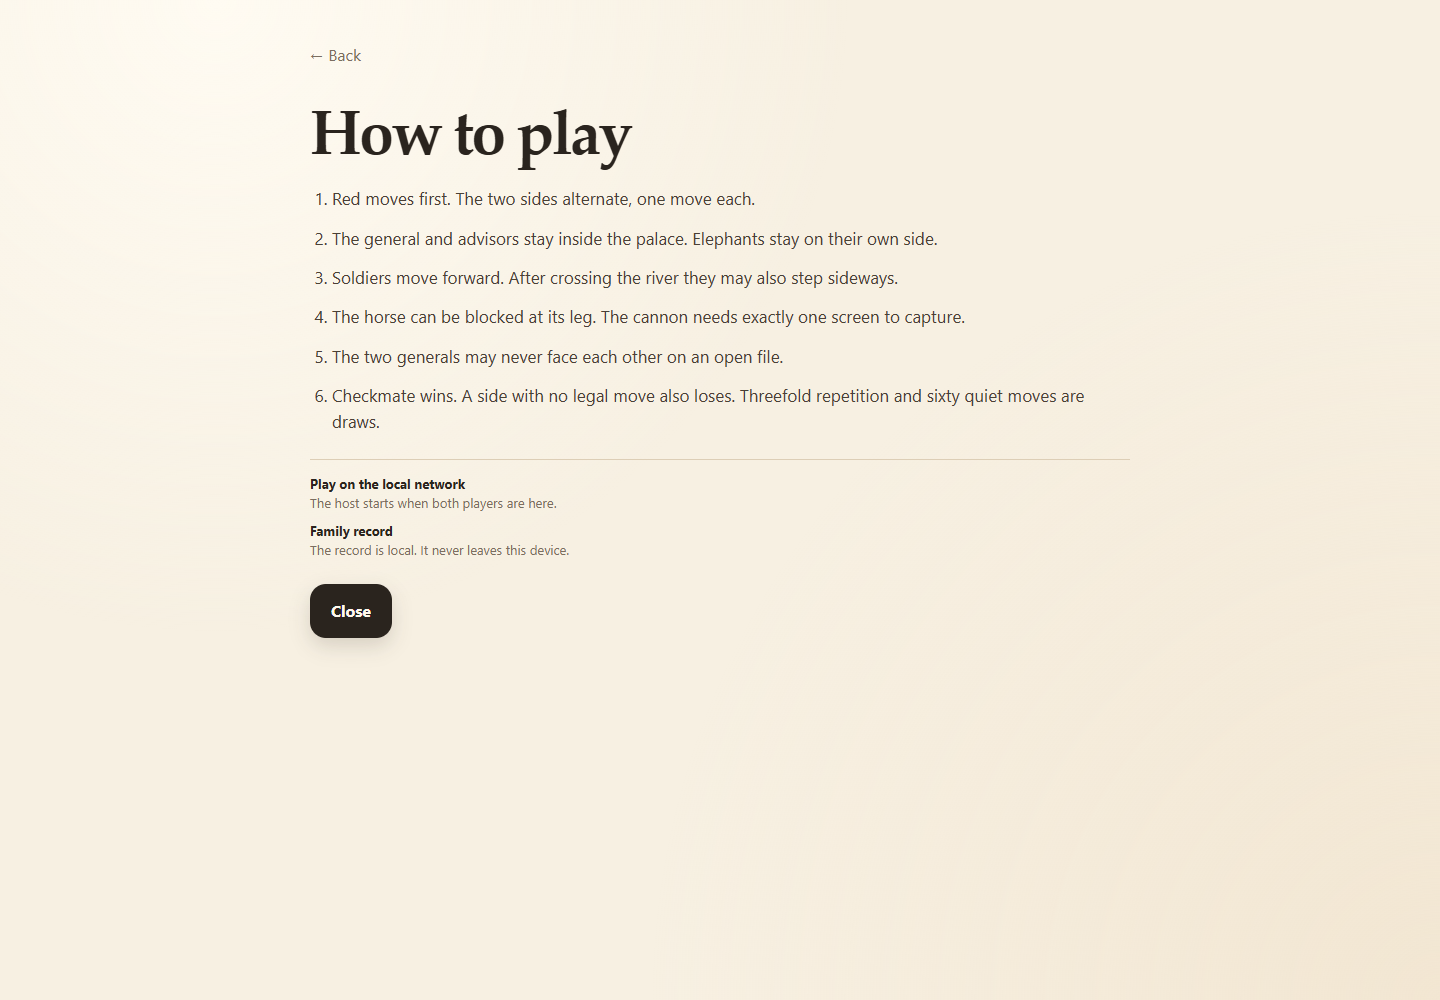 ← Back
How to play
1. Red moves first. The two sides alternate, one move each.
2. The general and advisors stay inside the palace. Elephants stay on their own side.
3. Soldiers move forward. After crossing the river they may also step sideways.
4. The horse can be blocked at its leg. The cannon needs exactly one screen to capture.
5. The two generals may never face each other on an open file.
6. Checkmate wins. A side with no legal move also loses. Threefold repetition and sixty quiet moves are
draws.
Play on the local network
The host starts when both players are here.
Family record
The record is local. It never leaves this device.
Close